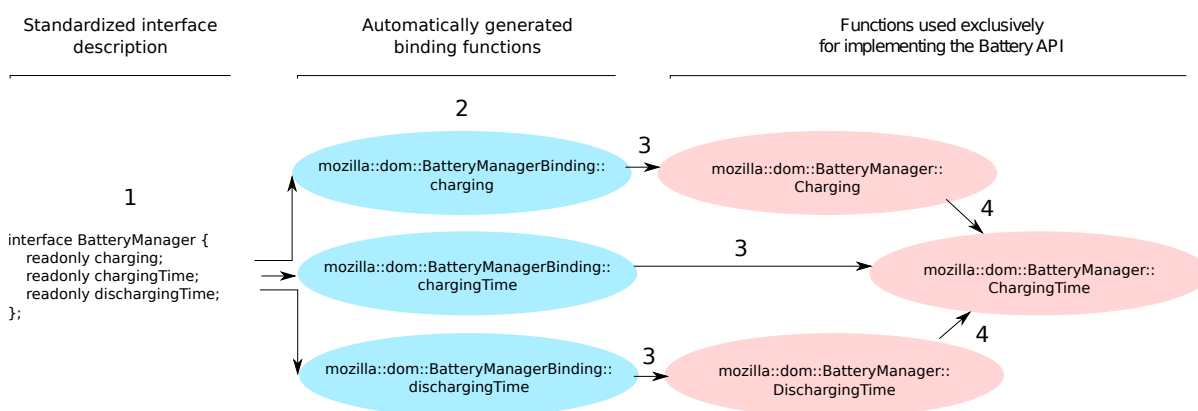 Standardized interface
description
Automatically generated
binding functions
Functions used exclusively
for implementing the Battery API
1
interface BatteryManager {
readonly charging;
readonly chargingTime;
readonly dischargingTime;
};
2
mozilla::dom::BatteryManagerBinding::
charging
3
mozilla::dom::BatteryManager::
Charging
4
mozilla::dom::BatteryManagerBinding::
chargingTime
3
mozilla::dom::BatteryManager::
ChargingTime
mozilla::dom::BatteryManagerBinding::
dischargingTime
3
mozilla::dom::BatteryManager::
DischargingTime
4